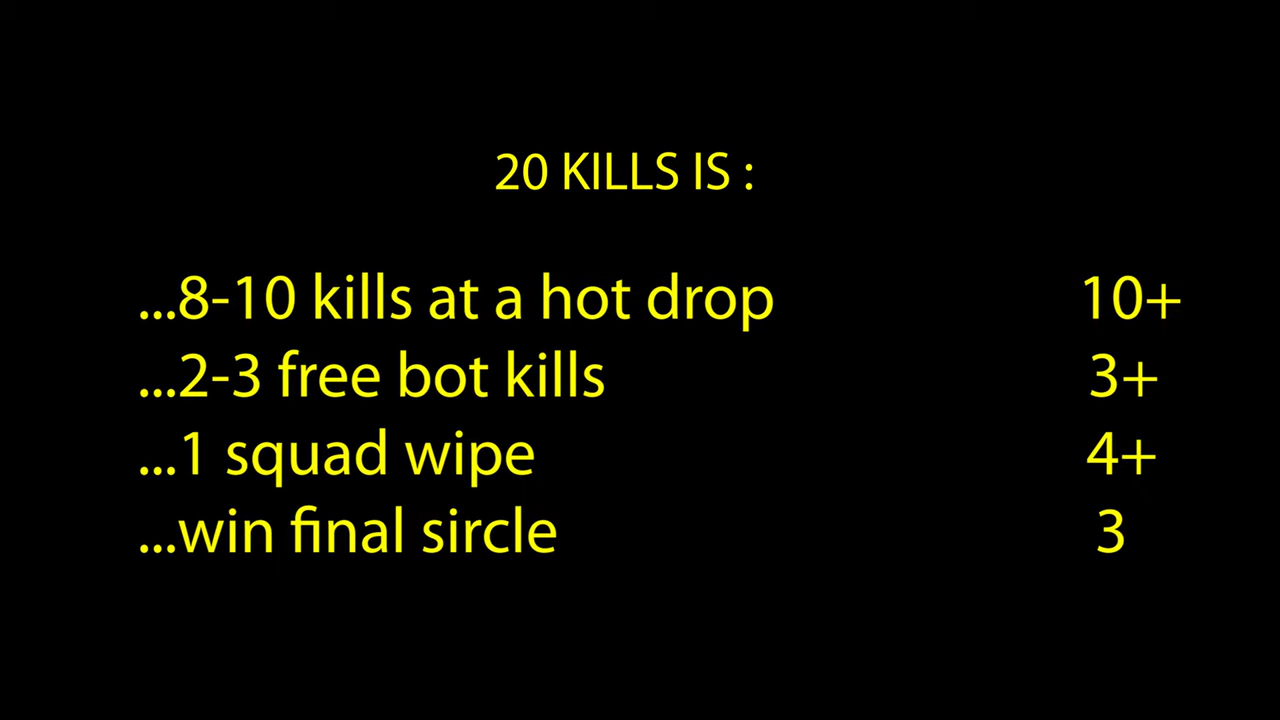 20 KILLS IS :
...8-10 kills at a hot drop 10+
...2-3 free bot kills 3+
...1 squad wipe 4+
...win final sircle 3